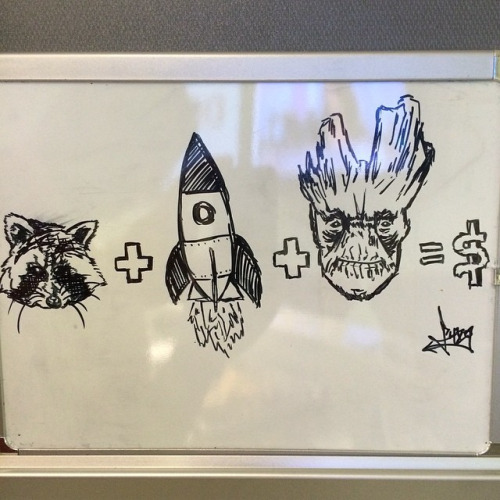 + + = $